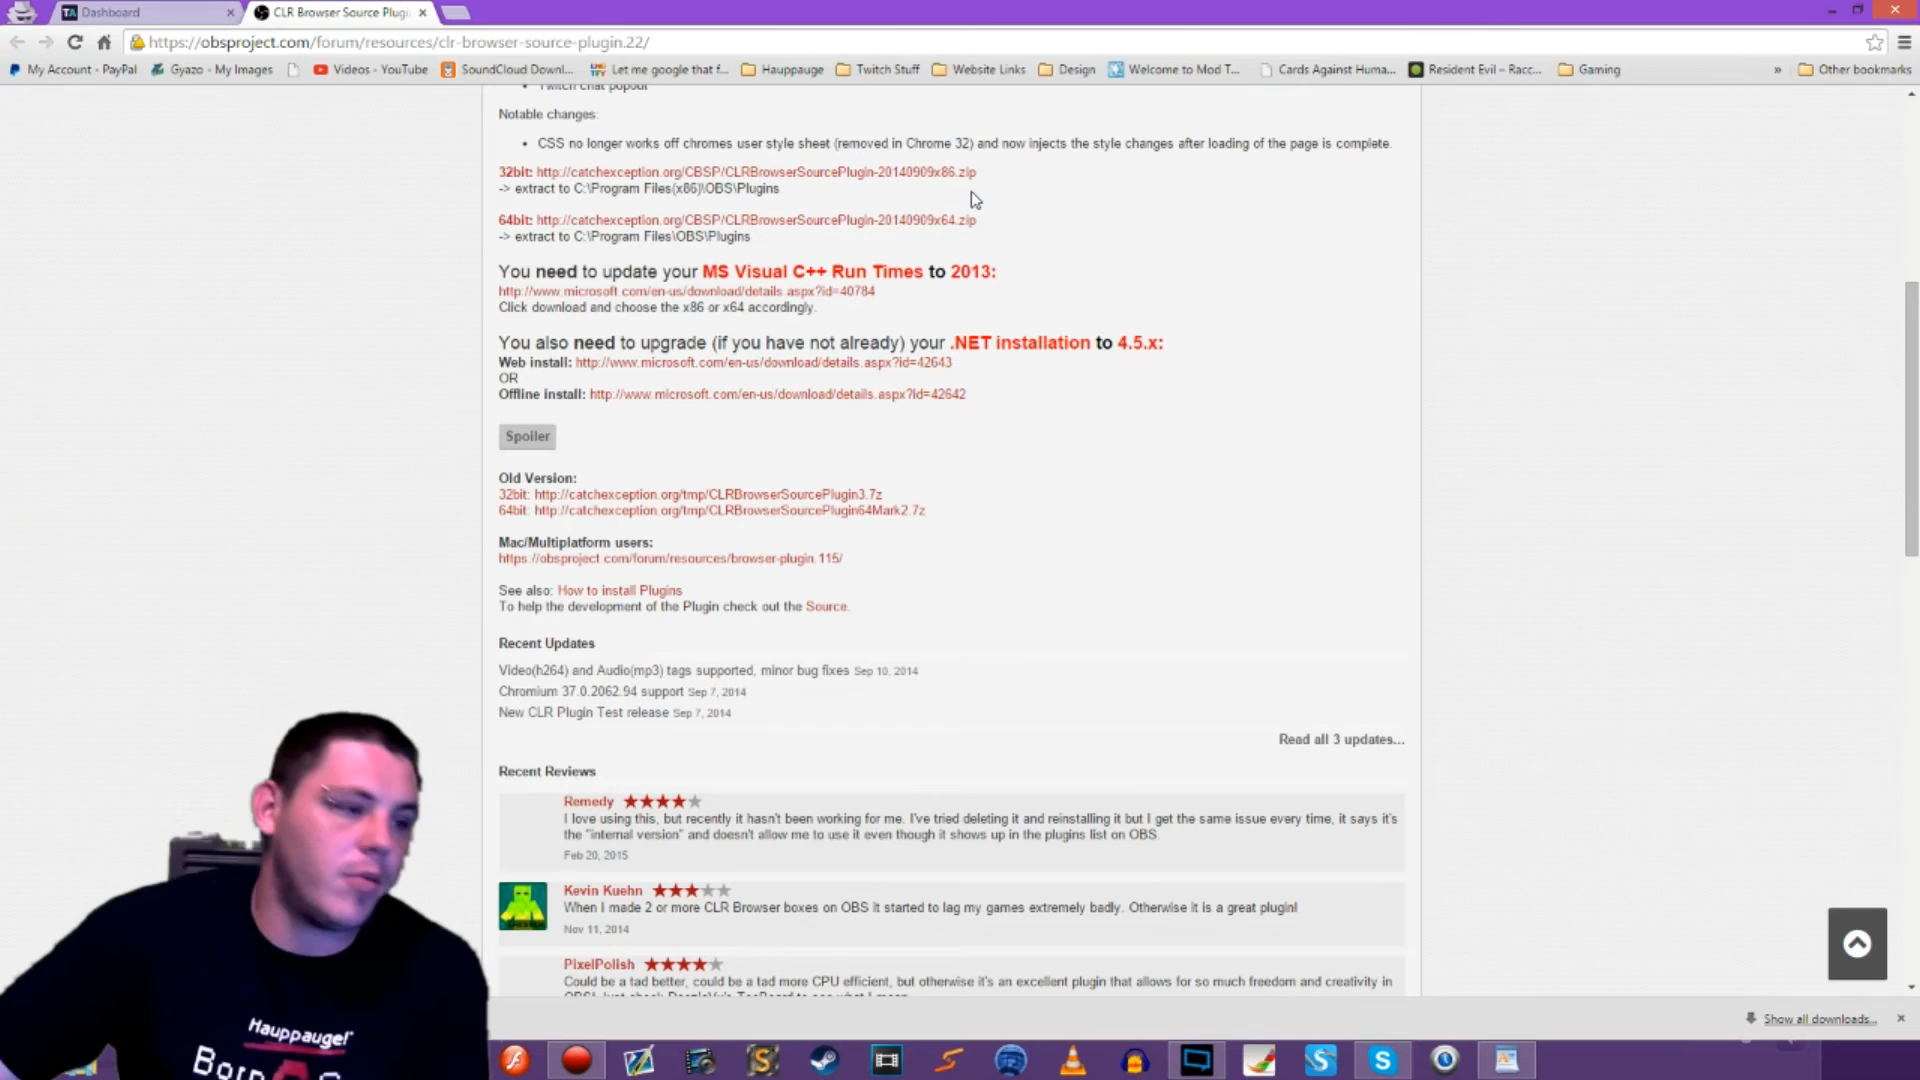 Dashboard
CLR Browser Source Plugi
https://obsproject.com/forum/resources/clr-browser-source-plugin.22/
My Account - PayPal
Gyazo - My Images
Videos - YouTube
SoundCloud Downl...
Let me google that f...
Hauppauge
Twitch Stuff
Website Links
Design
Welcome to Mod T...
Cards Against Huma...
Resident Evil – Racc...
Gaming
»
Other bookmarks
Twitch chat popout
Notable changes:
CSS no longer works off chromes user style sheet (removed in Chrome 32) and now injects the style changes after loading of the page is complete.
32bit: http://catchexception.org/CBSP/CLRBrowserSourcePlugin-20140909x86.zip
-> extract to C:\Program Files(x86)\OBS\Plugins
64bit: http://catchexception.org/CBSP/CLRBrowserSourcePlugin-20140909x64.zip
-> extract to C:\Program Files\OBS\Plugins
You need to update your MS Visual C++ Run Times to 2013:
http://www.microsoft.com/en-us/download/details.aspx?id=40784
Click download and choose the x86 or x64 accordingly.
You also need to upgrade (if you have not already) your .NET installation to 4.5.x:
Web install: http://www.microsoft.com/en-us/download/details.aspx?id=42643
OR
Offline install: http://www.microsoft.com/en-us/download/details.aspx?id=42642
Spoiler
Old Version:
32bit: http://catchexception.org/tmp/CLRBrowserSourcePlugin3.7z
64bit: http://catchexception.org/tmp/CLRBrowserSourcePlugin64Mark2.7z
Mac/Multiplatform users:
https://obsproject.com/forum/resources/browser-plugin.115/
See also: How to install Plugins
To help the development of the Plugin check out the Source.
Recent Updates
Video(h264) and Audio(mp3) tags supported, minor bug fixes Sep 10, 2014
Chromium 37.0.2062.94 support Sep 7, 2014
New CLR Plugin Test release Sep 7, 2014
Read all 3 updates...
Recent Reviews
Remedy
I love using this, but recently it hasn't been working for me. I've tried deleting it and reinstalling it but I get the same issue every time, it says it's
the "internal version" and doesn't allow me to use it even though it shows up in the plugins list on OBS.
Feb 20, 2015
Kevin Kuehn
When I made 2 or more CLR Browser boxes on OBS it started to lag my games extremely badly. Otherwise it is a great plugin!
Nov 11, 2014
PixelPolish
Could be a tad better, could be a tad more CPU efficient, but otherwise it's an excellent plugin that allows for so much freedom and creativity in
Show all downloads...
Hauppauge!
Born